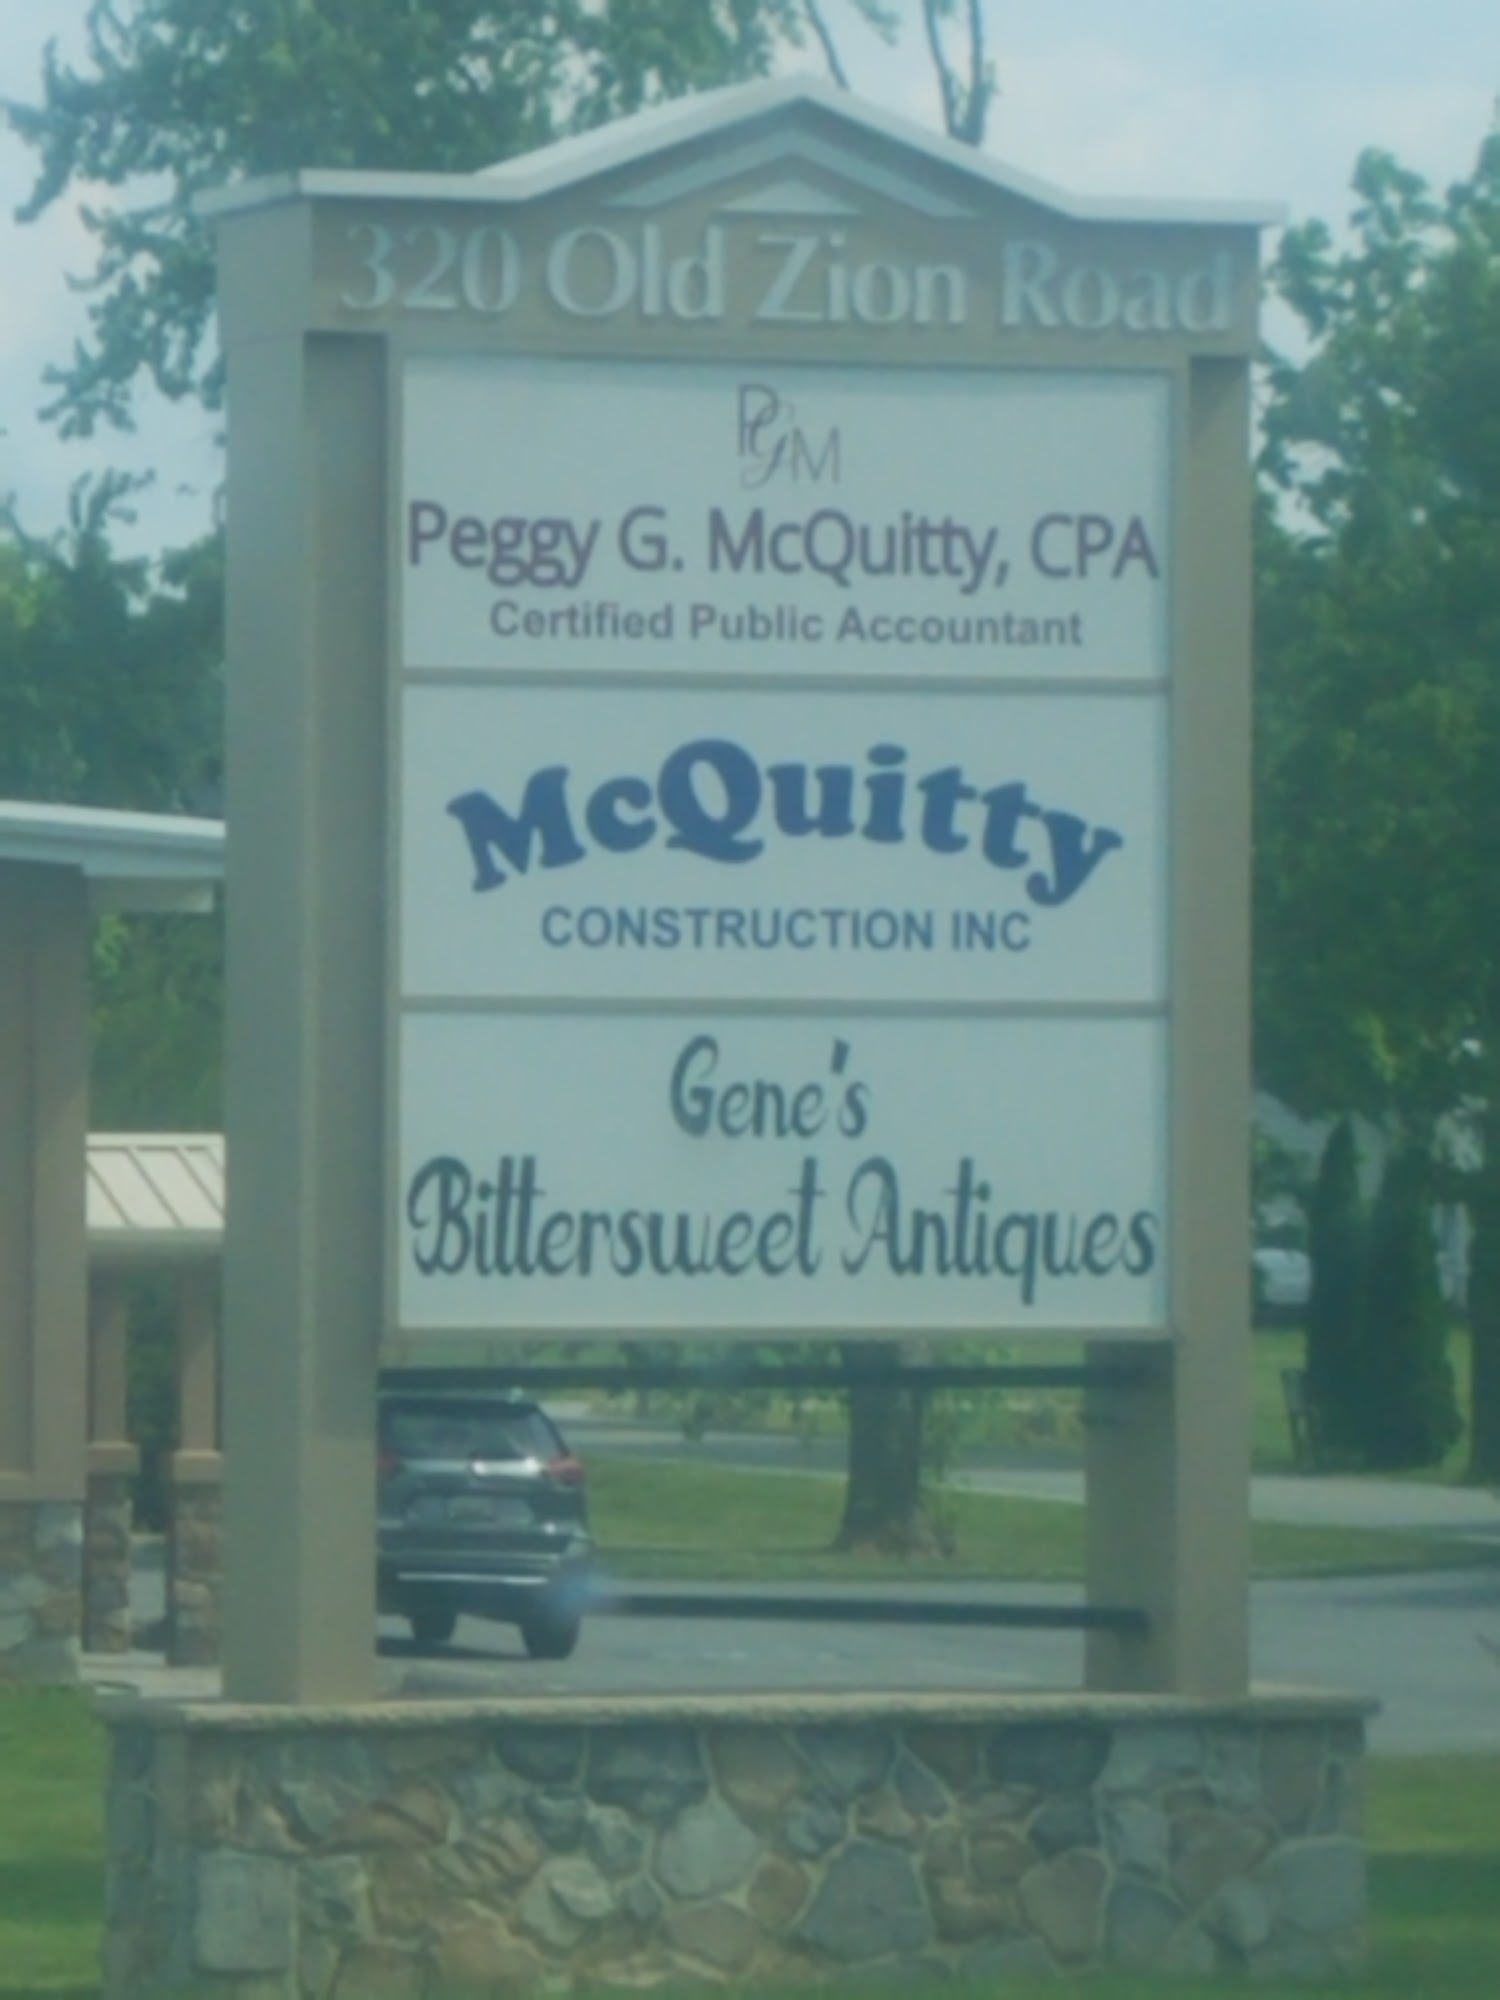 320 Old Zion Road
PGM
Peggy G. McQuitty, CPA
Certified Public Accountant
McQuitty
CONSTRUCTION INC
Gene's
Bittersweet Antiques